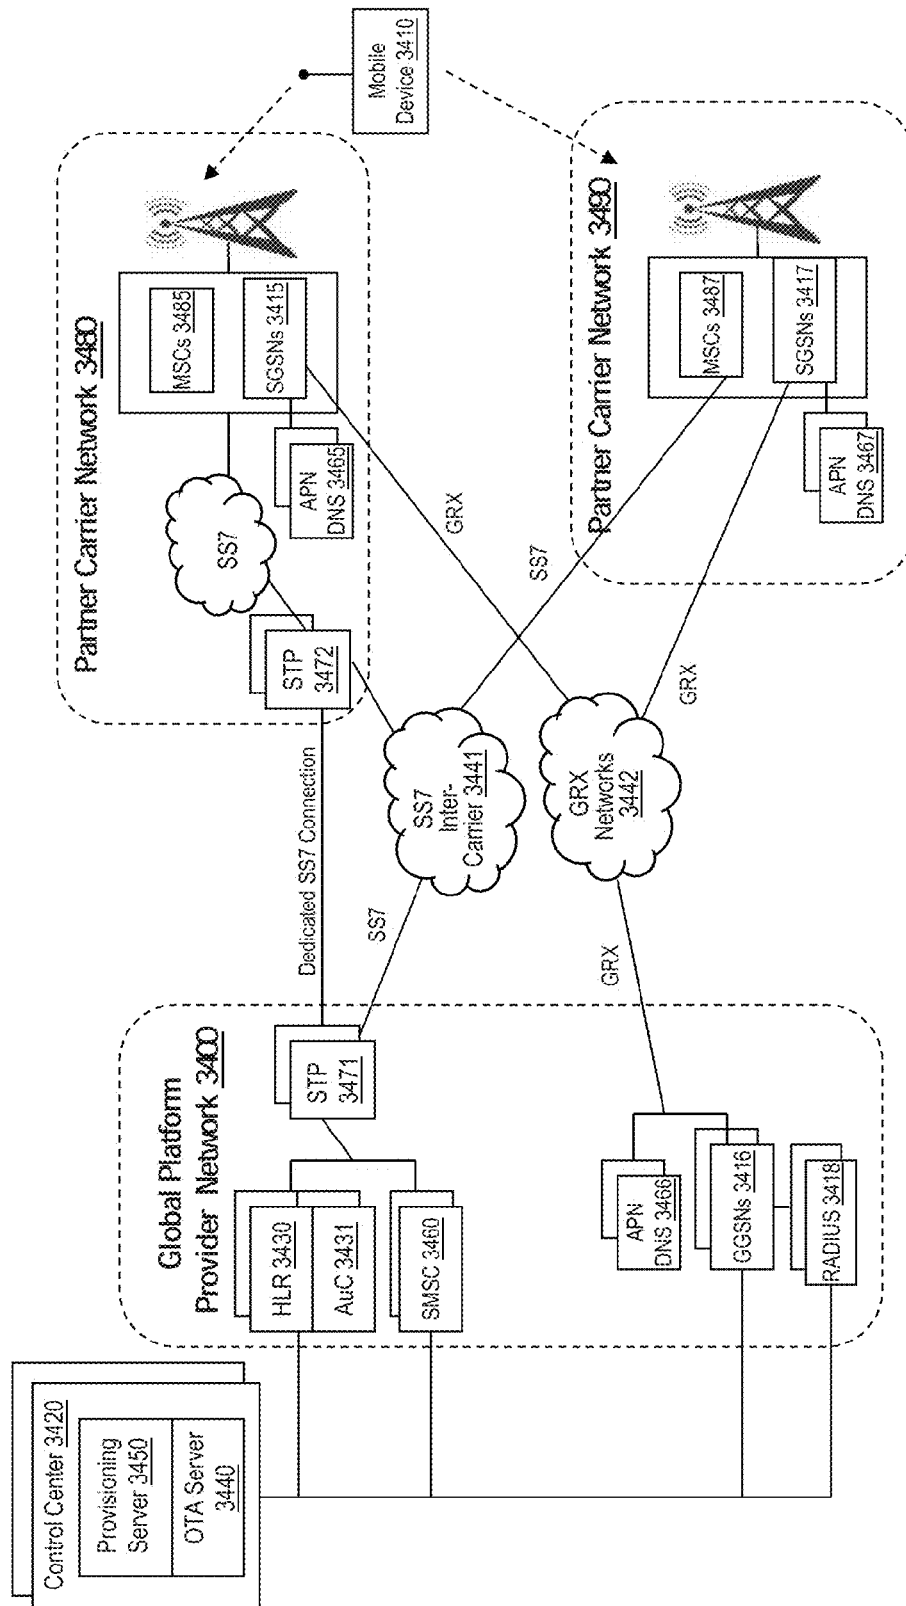 Control Center 3420
Provisioning
Server 3450
OTA Server
3440
Global Platform
Provider Network 3400
HLR 3430
AuC 3431
SMSC 3460
STP
3471
APN
DNS 3466
GGSNs 3416
RADIUS 3418
Dedicated SS7 Connection
SS7
SS7
Inter-
Carrier 3441
GRX
GRX
Networks
3442
GRX
SS7
GRX
Partner Carrier Network 3480
STP
3472
SS7
APN
DNS 3465
MSCs 3485
SGSNs 3415
Partner Carrier Network 3490
APN
DNS 3467
MSCs 3487
SGSNs 3417
Mobile
Device 3410